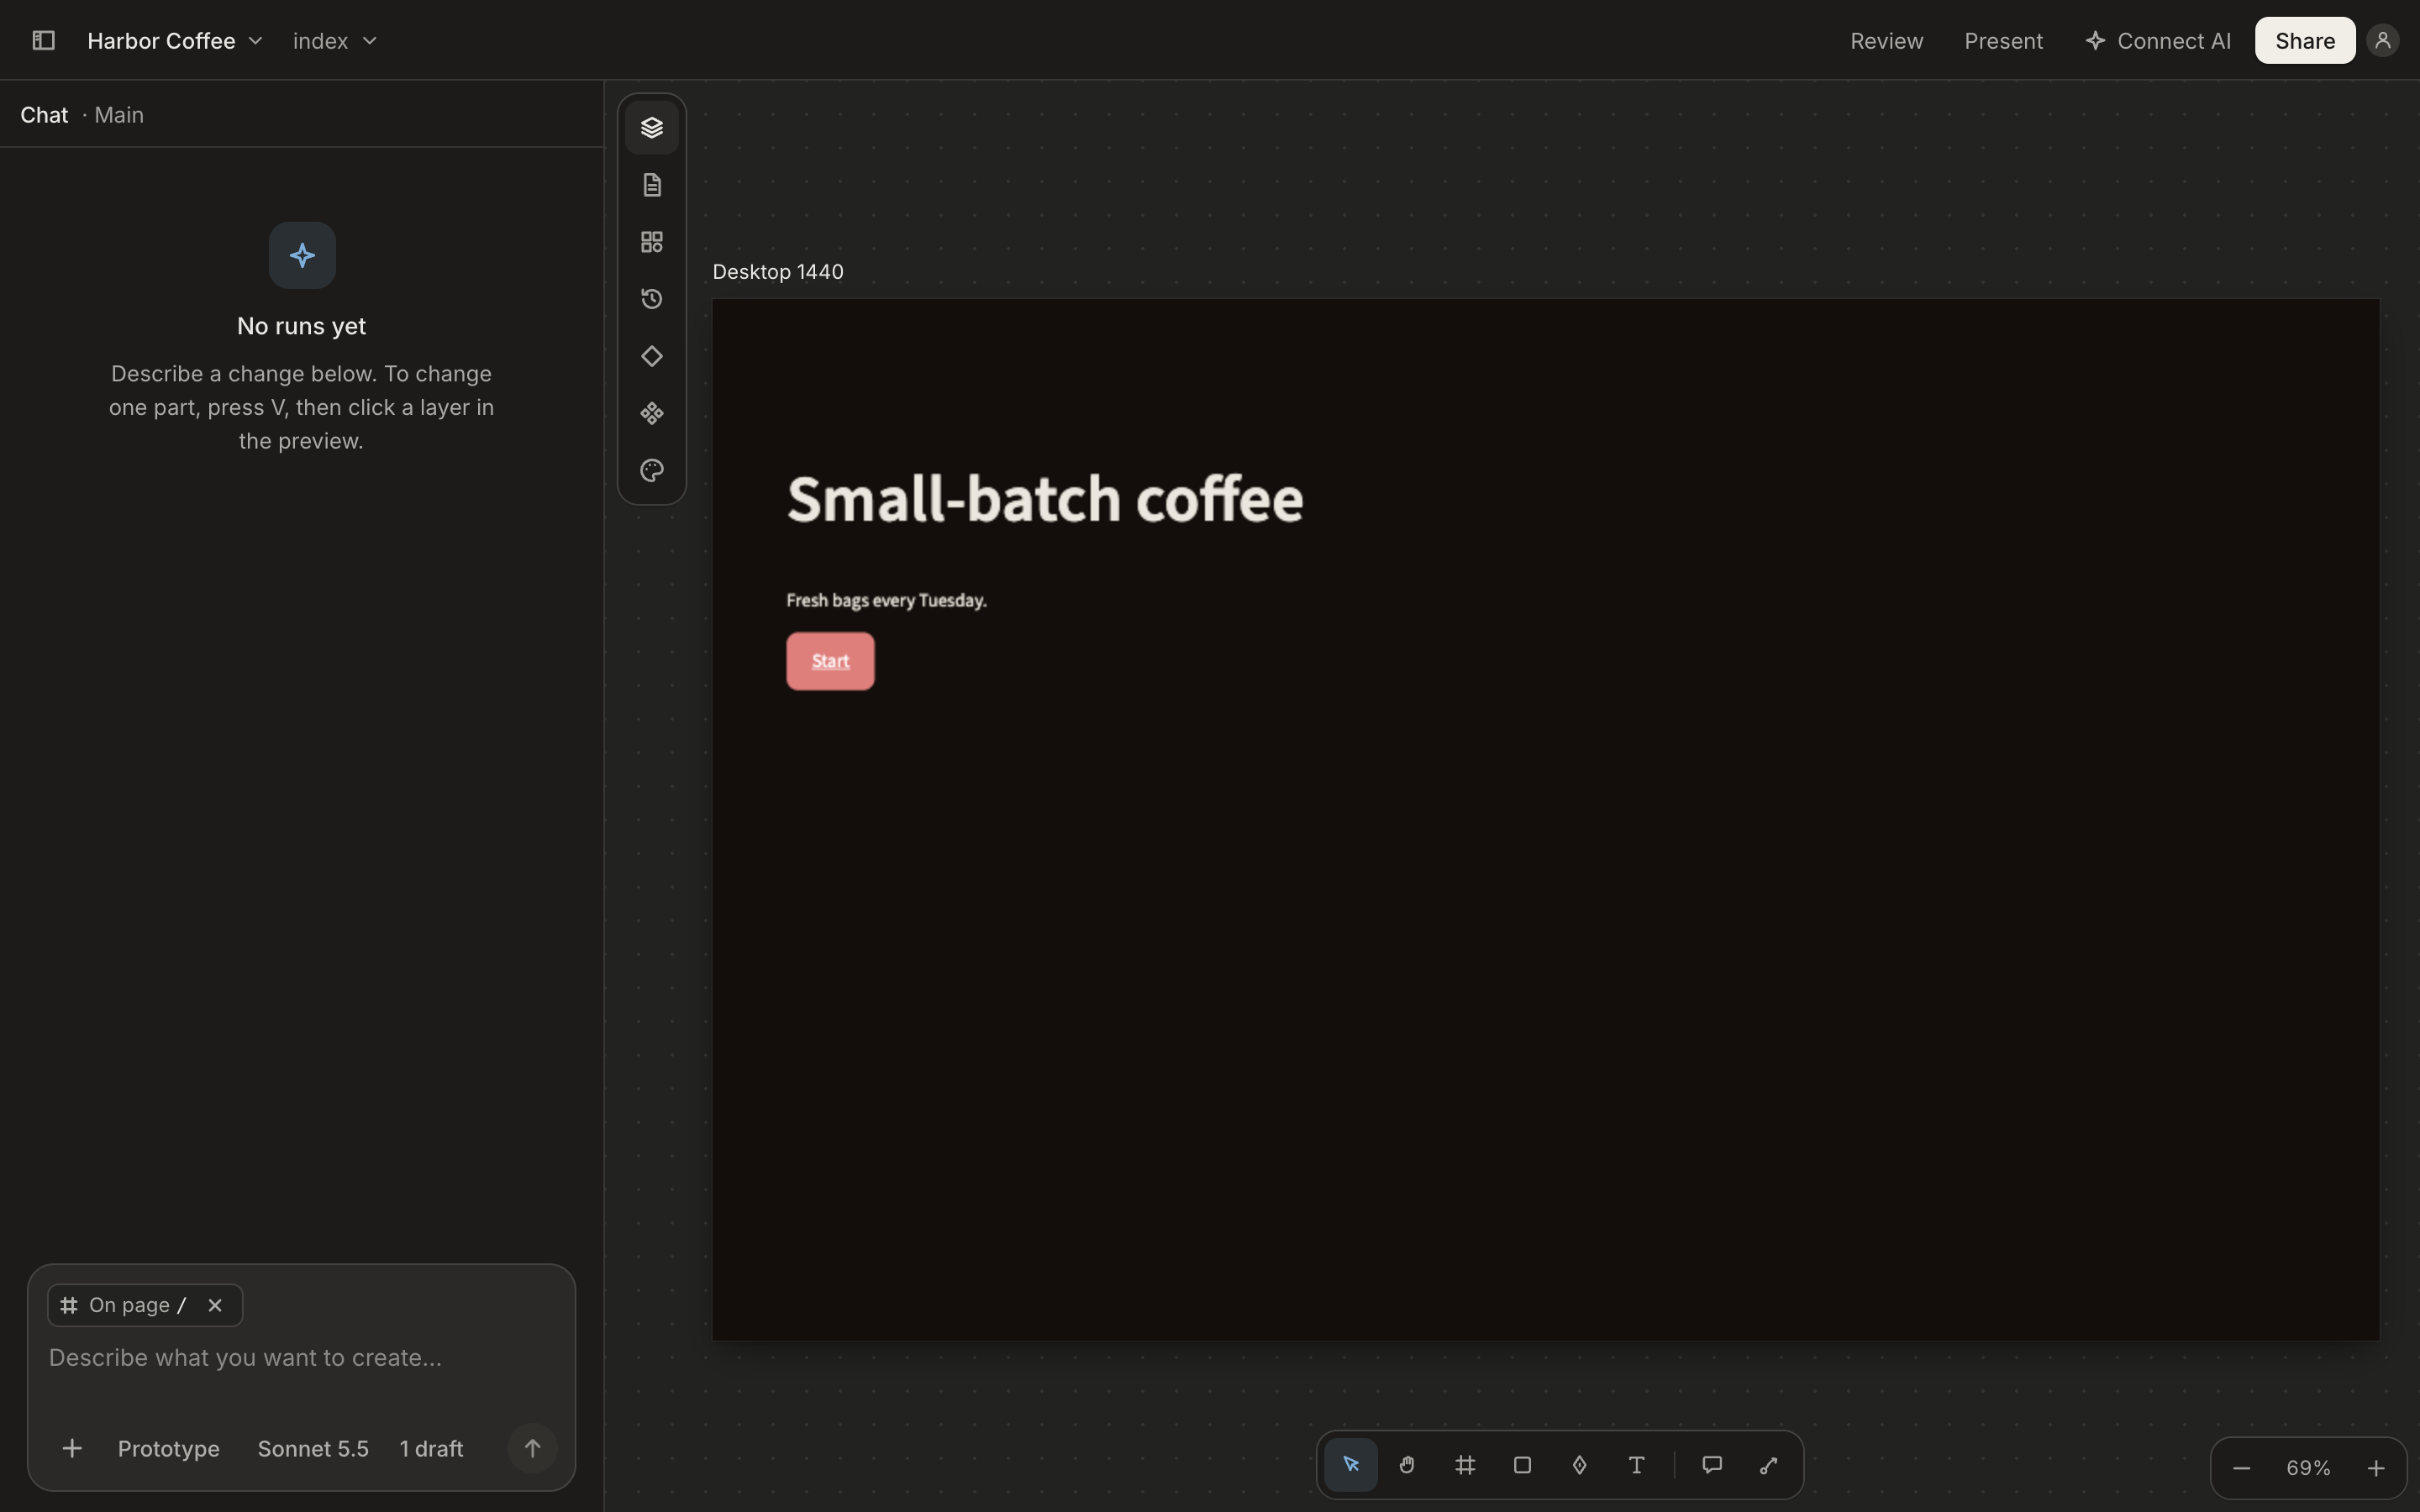 Harbor Coffee index Review Present Connect AI Share
Chat · Main
No runs yet
Describe a change below. To change
one part, press V, then click a layer in
the preview.
Desktop 1440
Small-batch coffee
Fresh bags every Tuesday.
Start
On page /
Describe what you want to create...
Prototype Sonnet 5.5 1 draft
69%